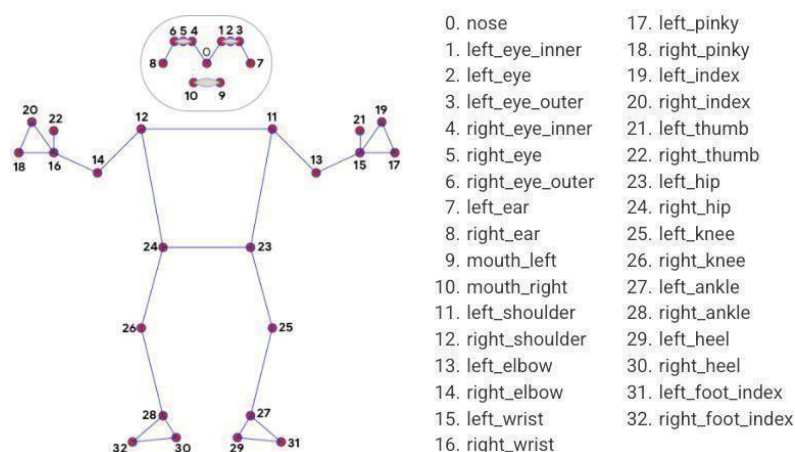 6 5 4 1 2 3
0
8 7
10 9
20 22 12 11 21 19
18 16 14 13 15 17
24 23
26 25
28 27
32 30 29 31
0. nose
1. left_eye_inner
2. left_eye
3. left_eye_outer
4. right_eye_inner
5. right_eye
6. right_eye_outer
7. left_ear
8. right_ear
9. mouth_left
10. mouth_right
11. left_shoulder
12. right_shoulder
13. left_elbow
14. right_elbow
15. left_wrist
16. right_wrist
17. left_pinky
18. right_pinky
19. left_index
20. right_index
21. left_thumb
22. right_thumb
23. left_hip
24. right_hip
25. left_knee
26. right_knee
27. left_ankle
28. right_ankle
29. left_heel
30. right_heel
31. left_foot_index
32. right_foot_index